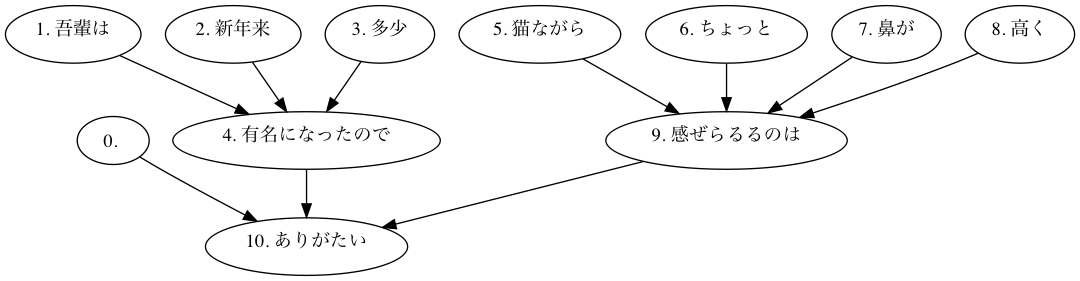 1. 吾輩は
2. 新年来
3. 多少
5. 猫ながら
6. ちょっと
7. 鼻が
8. 高く
0.
4. 有名になったので
9. 感ぜらるるのは
10. ありがたい